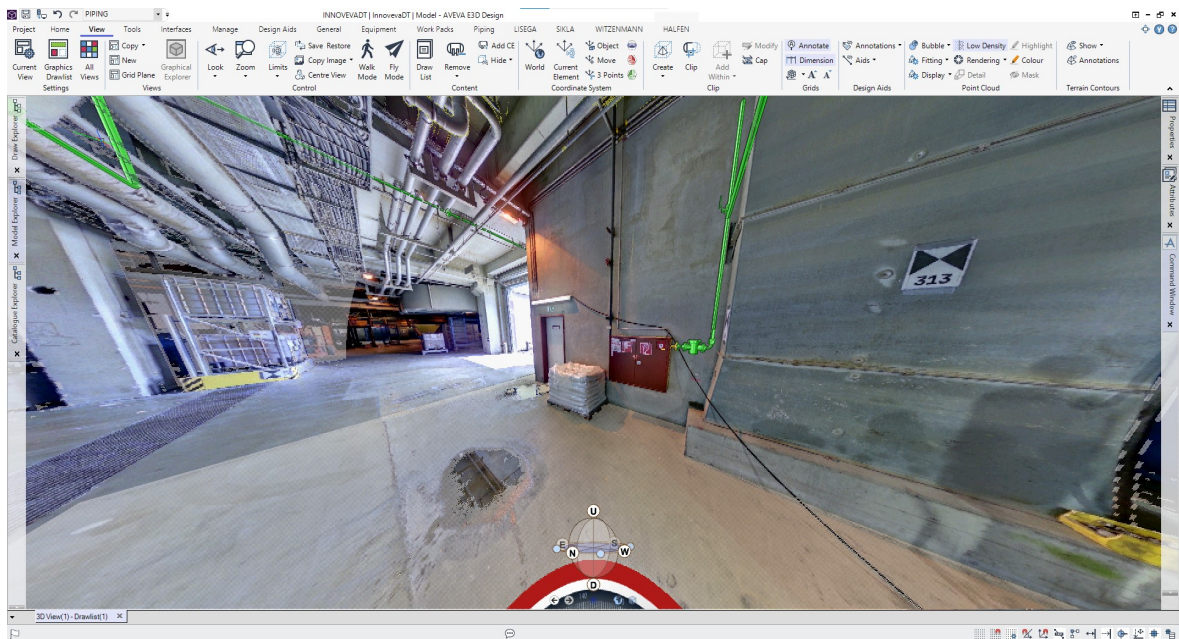 PIPING
INNOVEVADT | InnovevaDT | Model - AVEVA E3D Design
Project Home View Tools Interfaces Manage Design Aids General Equipment Work Packs Piping LISEGA SIKLA WITZENMANN HALFEN
Current View
Graphics Drawlist
All Views
Settings
Copy
New
Grid Plane
Graphical Explorer
Views
Look
Zoom
Limits
Save Restore
Copy Image
Centre View
Walk Mode
Fly Mode
Control
Draw List
Remove
Add CE
Hide
Content
World
Current Element
Object
Move
3 Points
Coordinate System
Create
Clip
Add Within
Modify
Cap
Clip
Annotate
Dimension
A A
Grids
Annotations
Aids
Design Aids
Bubble
Fitting
Display
Low Density
Rendering
Detail
Highlight
Colour
Mask
Point Cloud
Show
Annotations
Terrain Contours
Draw Explorer
Model Explorer
Catalogue Explorer
Properties
Attributes
Command Window
313
U
E
S
N
W
D
3D View(1) - Drawlist(1)